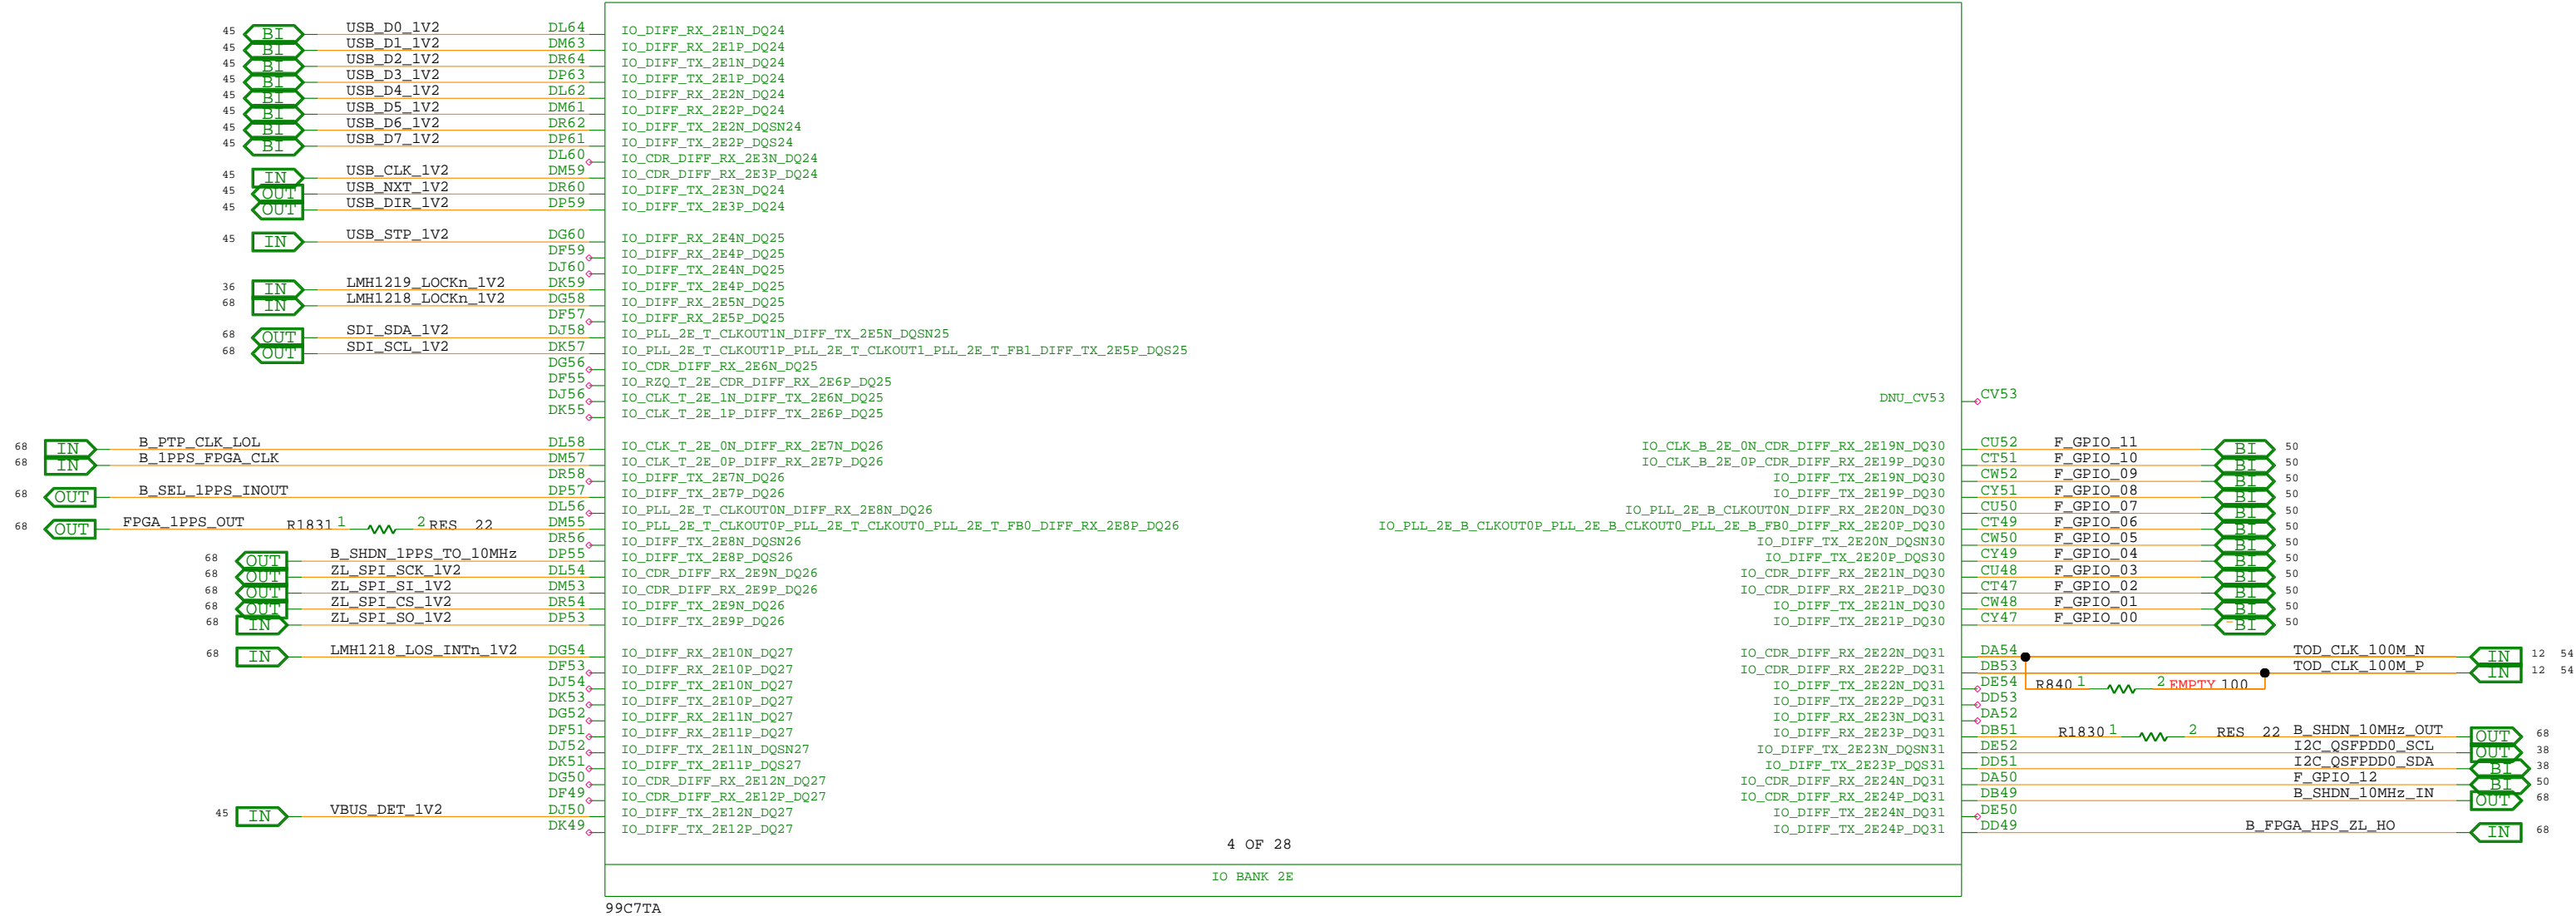 45 BI USB_D0_1V2 DL64 IO_DIFF_RX_2E1N_DQ24
45 BI USB_D1_1V2 DM63 IO_DIFF_RX_2E1P_DQ24
45 BI USB_D2_1V2 DR64 IO_DIFF_TX_2E1N_DQ24
45 BI USB_D3_1V2 DP63 IO_DIFF_TX_2E1P_DQ24
45 BI USB_D4_1V2 DL62 IO_DIFF_RX_2E2N_DQ24
45 BI USB_D5_1V2 DM61 IO_DIFF_RX_2E2P_DQ24
45 BI USB_D6_1V2 DR62 IO_DIFF_TX_2E2N_DQSN24
45 BI USB_D7_1V2 DP61 IO_DIFF_TX_2E2P_DQS24
DL60 IO_CDR_DIFF_RX_2E3N_DQ24
45 IN USB_CLK_1V2 DM59 IO_CDR_DIFF_RX_2E3P_DQ24
45 OUT USB_NXT_1V2 DR60 IO_DIFF_TX_2E3N_DQ24
45 OUT USB_DIR_1V2 DP59 IO_DIFF_TX_2E3P_DQ24
45 IN USB_STP_1V2 DG60 IO_DIFF_RX_2E4N_DQ25
DF59 IO_DIFF_RX_2E4P_DQ25
DJ60 IO_DIFF_TX_2E4N_DQ25
36 IN LMH1219_LOCKn_1V2 DK59 IO_DIFF_TX_2E4P_DQ25
68 IN LMH1218_LOCKn_1V2 DG58 IO_DIFF_RX_2E5N_DQ25
DF57 IO_DIFF_RX_2E5P_DQ25
68 OUT SDI_SDA_1V2 DJ58 IO_PLL_2E_T_CLKOUT1N_DIFF_TX_2E5N_DQSN25
68 OUT SDI_SCL_1V2 DK57 IO_PLL_2E_T_CLKOUT1P_PLL_2E_T_CLKOUT1_PLL_2E_T_FB1_DIFF_TX_2E5P_DQS25
DG56 IO_CDR_DIFF_RX_2E6N_DQ25
DF55 IO_RZQ_T_2E_CDR_DIFF_RX_2E6P_DQ25
DJ56 IO_CLK_T_2E_1N_DIFF_TX_2E6N_DQ25 DNU_CV53 CV53
DK55 IO_CLK_T_2E_1P_DIFF_TX_2E6P_DQ25
68 IN B_PTP_CLK_LOL DL58 IO_CLK_T_2E_0N_DIFF_RX_2E7N_DQ26 IO_CLK_B_2E_0N_CDR_DIFF_RX_2E19N_DQ30 CU52 F_GPIO_11 BI 50
68 IN B_1PPS_FPGA_CLK DM57 IO_CLK_T_2E_0P_DIFF_RX_2E7P_DQ26 IO_CLK_B_2E_0P_CDR_DIFF_RX_2E19P_DQ30 CT51 F_GPIO_10 BI 50
DR58 IO_DIFF_TX_2E7N_DQ26 IO_DIFF_TX_2E19N_DQ30 CW52 F_GPIO_09 BI 50
68 OUT B_SEL_1PPS_INOUT DP57 IO_DIFF_TX_2E7P_DQ26 IO_DIFF_TX_2E19P_DQ30 CY51 F_GPIO_08 BI 50
DL56 IO_PLL_2E_T_CLKOUT0N_DIFF_RX_2E8N_DQ26 IO_PLL_2E_B_CLKOUT0N_DIFF_RX_2E20N_DQ30 CU50 F_GPIO_07 BI 50
68 OUT FPGA_1PPS_OUT R1831 1 2 RES 22 DM55 IO_PLL_2E_T_CLKOUT0P_PLL_2E_T_CLKOUT0_PLL_2E_T_FB0_DIFF_RX_2E8P_DQ26 IO_PLL_2E_B_CLKOUT0P_PLL_2E_B_CLKOUT0_PLL_2E_B_FB0_DIFF_RX_2E20P_DQ30 CT49 F_GPIO_06 BI 50
DR56 IO_DIFF_TX_2E8N_DQSN26 IO_DIFF_TX_2E20N_DQSN30 CW50 F_GPIO_05 BI 50
68 OUT B_SHDN_1PPS_TO_10MHz DP55 IO_DIFF_TX_2E8P_DQS26 IO_DIFF_TX_2E20P_DQS30 CY49 F_GPIO_04 BI 50
68 OUT ZL_SPI_SCK_1V2 DL54 IO_CDR_DIFF_RX_2E9N_DQ26 IO_CDR_DIFF_RX_2E21N_DQ30 CU48 F_GPIO_03 BI 50
68 OUT ZL_SPI_SI_1V2 DM53 IO_CDR_DIFF_RX_2E9P_DQ26 IO_CDR_DIFF_RX_2E21P_DQ30 CT47 F_GPIO_02 BI 50
68 OUT ZL_SPI_CS_1V2 DR54 IO_DIFF_TX_2E9N_DQ26 IO_DIFF_TX_2E21N_DQ30 CW48 F_GPIO_01 BI 50
68 IN ZL_SPI_SO_1V2 DP53 IO_DIFF_TX_2E9P_DQ26 IO_DIFF_TX_2E21P_DQ30 CY47 F_GPIO_00 BI 50
68 IN LMH1218_LOS_INTn_1V2 DG54 IO_DIFF_RX_2E10N_DQ27 IO_CDR_DIFF_RX_2E22N_DQ31 DA54 TOD_CLK_100M_N IN 12 54
DF53 IO_DIFF_RX_2E10P_DQ27 IO_CDR_DIFF_RX_2E22P_DQ31 DB53 TOD_CLK_100M_P IN 12 54
DJ54 IO_DIFF_TX_2E10N_DQ27 IO_DIFF_TX_2E22N_DQ31 DE54 R840 1 2 EMPTY 100
DK53 IO_DIFF_TX_2E10P_DQ27 IO_DIFF_TX_2E22P_DQ31 DD53
DG52 IO_DIFF_RX_2E11N_DQ27 IO_DIFF_RX_2E23N_DQ31 DA52
DF51 IO_DIFF_RX_2E11P_DQ27 IO_DIFF_RX_2E23P_DQ31 DB51 R1830 1 2 RES 22 B_SHDN_10MHz_OUT OUT 68
DJ52 IO_DIFF_TX_2E11N_DQSN27 IO_DIFF_TX_2E23N_DQSN31 DE52 I2C_QSFPDD0_SCL OUT 38
DK51 IO_DIFF_TX_2E11P_DQS27 IO_DIFF_TX_2E23P_DQS31 DD51 I2C_QSFPDD0_SDA BI 38
DG50 IO_CDR_DIFF_RX_2E12N_DQ27 IO_CDR_DIFF_RX_2E24N_DQ31 DA50 F_GPIO_12 BI 50
DF49 IO_CDR_DIFF_RX_2E12P_DQ27 IO_CDR_DIFF_RX_2E24P_DQ31 DB49 B_SHDN_10MHz_IN OUT 68
45 IN VBUS_DET_1V2 DJ50 IO_DIFF_TX_2E12N_DQ27 IO_DIFF_TX_2E24N_DQ31 DE50
DK49 IO_DIFF_TX_2E12P_DQ27 IO_DIFF_TX_2E24P_DQ31 DD49 B_FPGA_HPS_ZL_HO IN 68
4 OF 28
IO BANK 2E
99C7TA